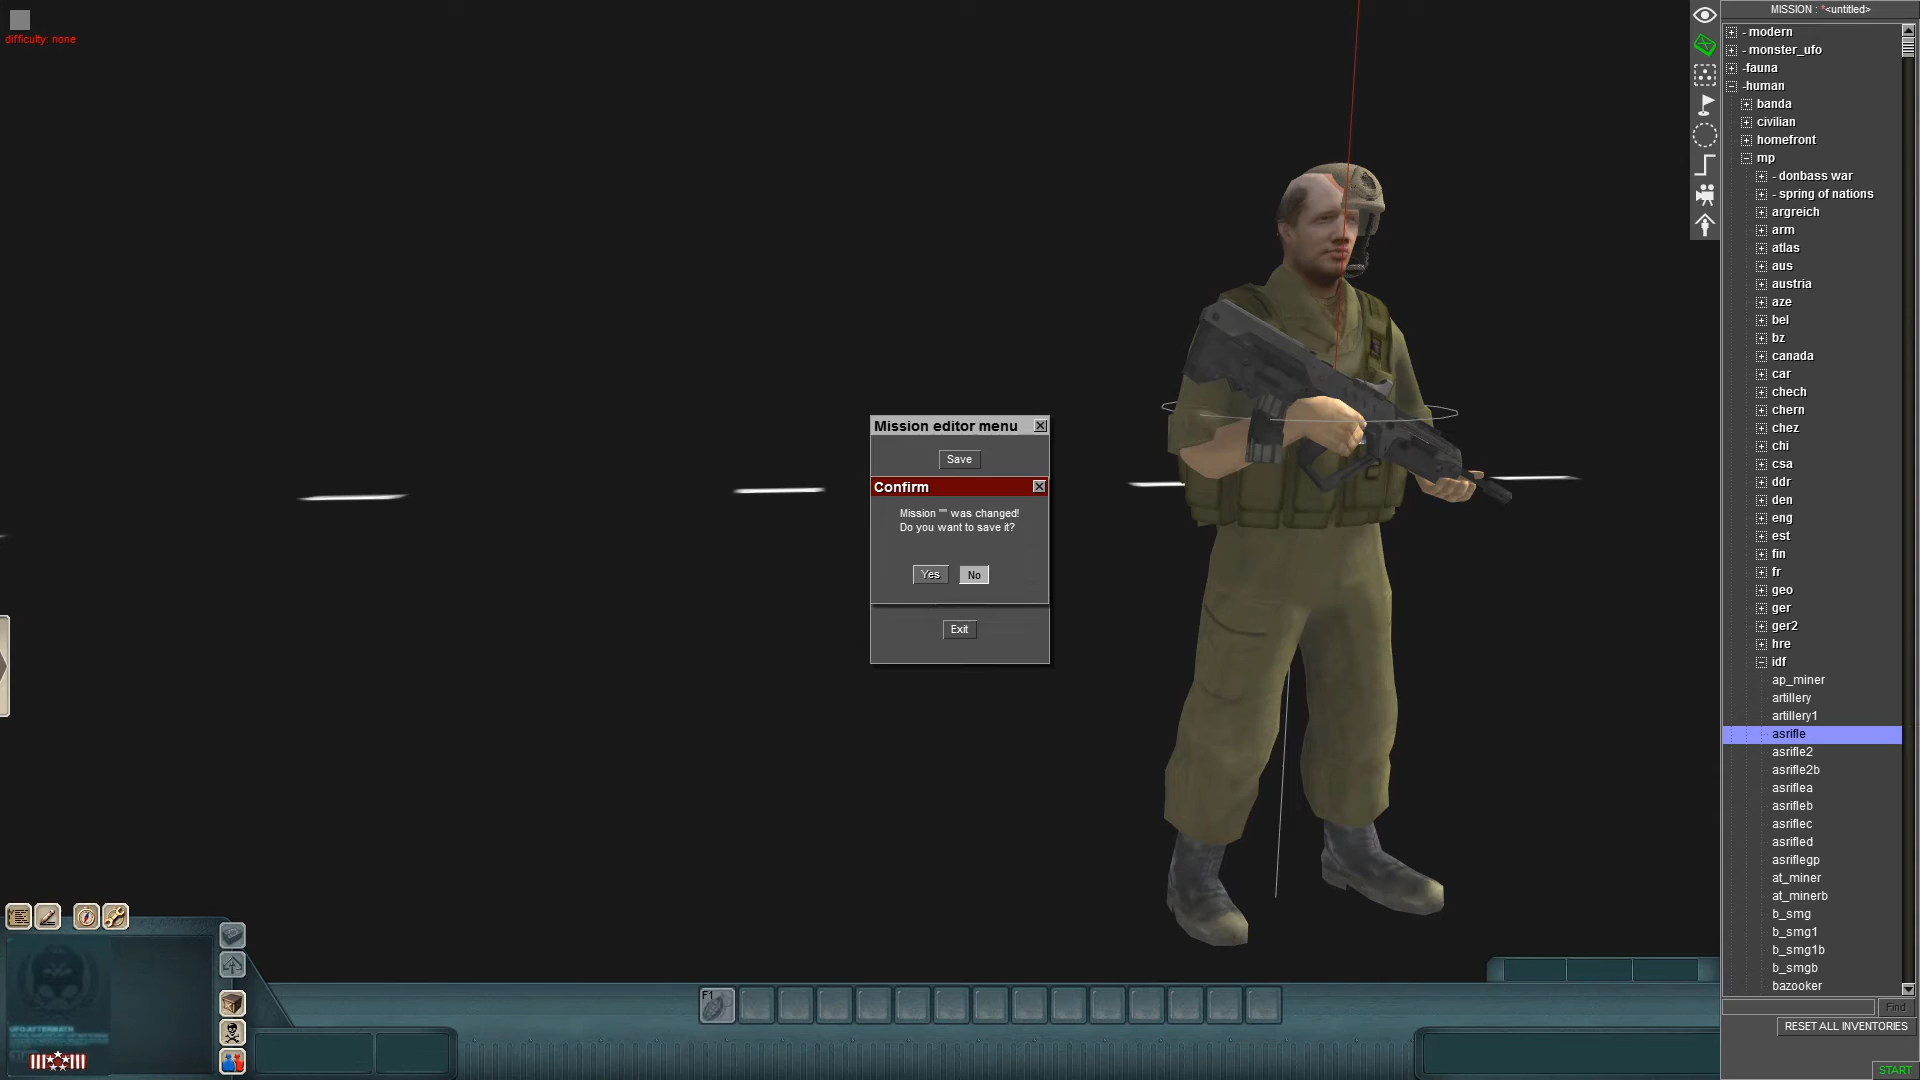 difficulty: none
MISSION : *<untitled>
- modern
- monster_ufo
-fauna
-human
banda
civilian
homefront
mp
- donbass war
- spring of nations
argreich
arm
atlas
aus
austria
aze
bel
bz
canada
car
chech
chern
chez
chi
csa
ddr
den
eng
est
fin
fr
geo
ger
ger2
hre
idf
ap_miner
artillery
artillery1
asrifle
asrifle2
asrifle2b
asriflea
asrifleb
asriflec
asrifled
asriflegp
at_miner
at_minerb
b_smg
b_smg1
b_smg1b
b_smgb
bazooker
Find
RESET ALL INVENTORIES
START
Mission editor menu
Save
Confirm
Mission "" was changed!
Do you want to save it?
Yes
No
Exit
F1
UFO:AFTERMATH